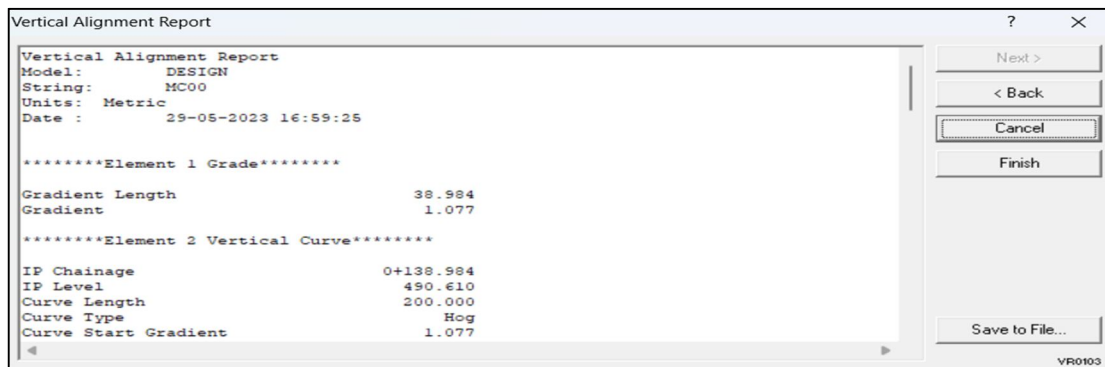 Vertical Alignment Report
? ×
Vertical Alignment Report
Model: DESIGN
String: MC00
Units: Metric
Date : 29-05-2023 16:59:25
********Element 1 Grade********
Gradient Length 38.984
Gradient 1.077
********Element 2 Vertical Curve********
IP Chainage 0+138.984
IP Level 490.610
Curve Length 200.000
Curve Type Hog
Curve Start Gradient 1.077
Next >
< Back
Cancel
Finish
Save to File...
VR0103